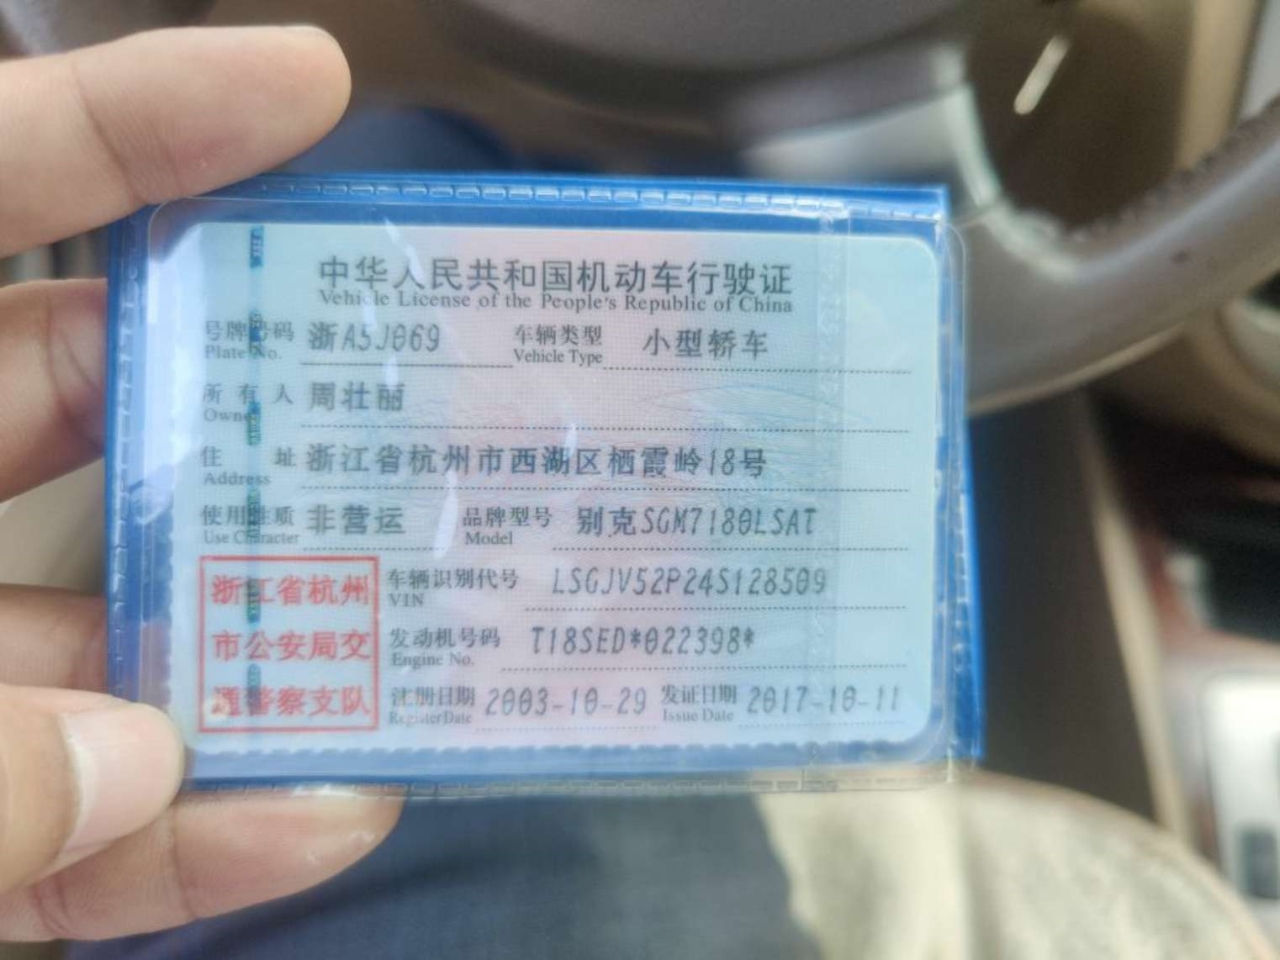 中华人民共和国机动车行驶证
Vehicle License of the People's Republic of China
号牌号码 浙A5J069 车辆类型 小型轿车
Plate No. Vehicle Type
所有人 周壮丽
Owner
住址 浙江省杭州市西湖区栖霞岭18号
Address
使用性质 非营运 品牌型号 别克SGM7180LSAT
Use Character Model
浙江省杭州
市公安局交
通警察支队
车辆识别代号 LSGJV52P24S128509
VIN
发动机号码 T18SED*022398*
Engine No.
注册日期 2003-10-29 发证日期 2017-10-11
Register Date Issue Date